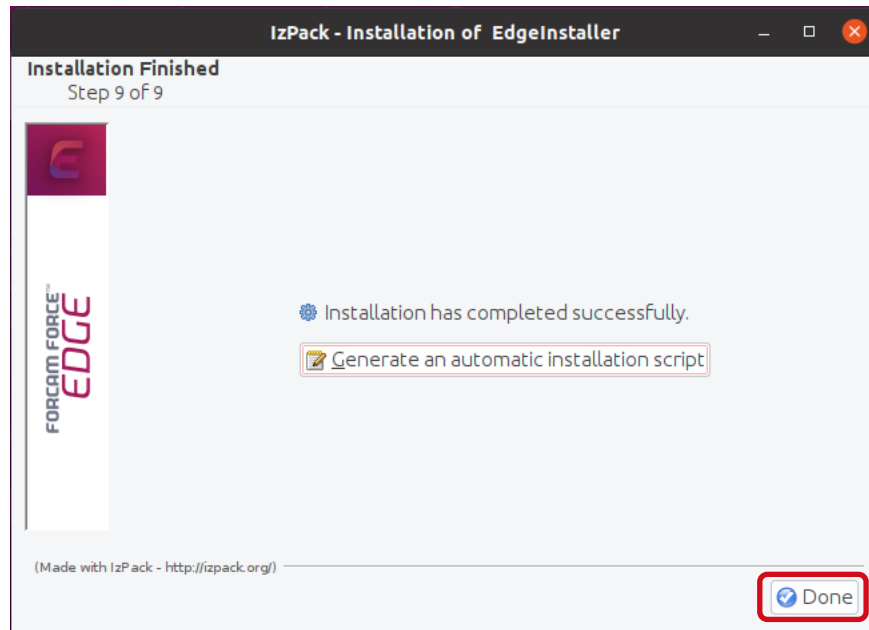 IzPack - Installation of EdgeInstaller
Installation Finished
Step 9 of 9
FORCAM FORCE™
EDGE
Installation has completed successfully.
Generate an automatic installation script
(Made with IzPack - http://izpack.org/)
Done